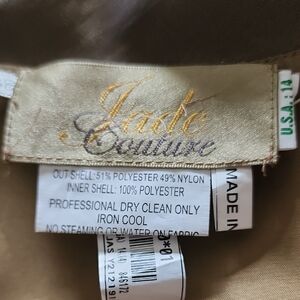 Jade
Couture
U.S.A.: 14
OUT SHELL: 51% POLYESTER 49% NYLON
INNER SHELL: 100% POLYESTER
PROFESSIONAL DRY CLEAN ONLY
IRON COOL
NO STEAMING OR WATER ON FABRIC
MADE IN